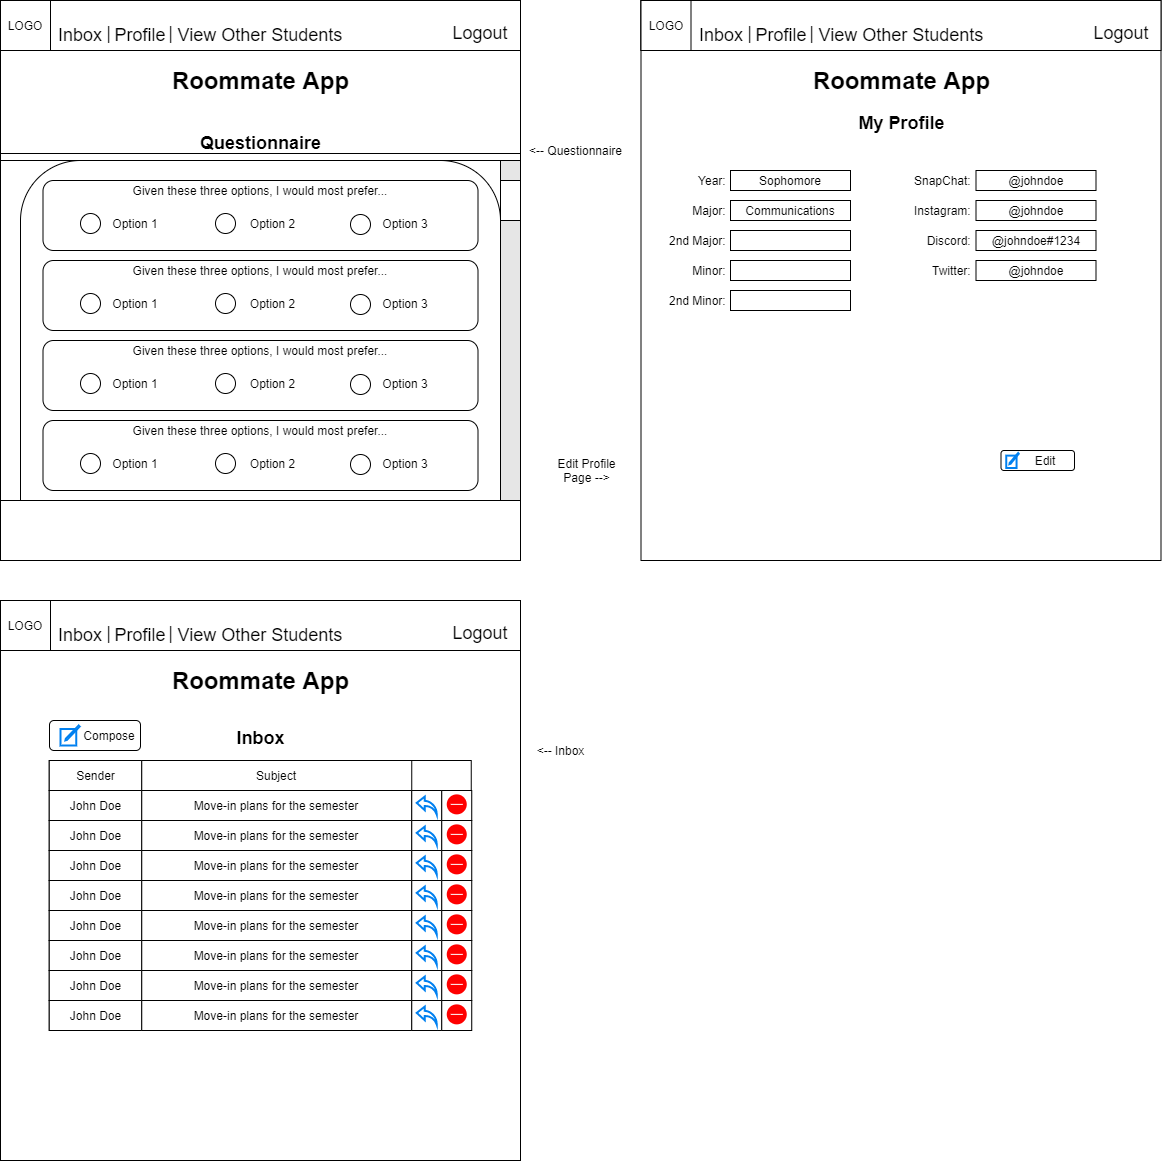 LOGO
Inbox | Profile | View Other Students
Logout
Roommate App
Questionnaire
Given these three options, I would most prefer...
Option 1
Option 2
Option 3
Given these three options, I would most prefer...
Option 1
Option 2
Option 3
Given these three options, I would most prefer...
Option 1
Option 2
Option 3
Given these three options, I would most prefer...
Option 1
Option 2
Option 3
<-- Questionnaire
Edit Profile
Page -->
LOGO
Inbox | Profile | View Other Students
Logout
Roommate App
My Profile
Year: Sophomore
Major: Communications
2nd Major:
Minor:
2nd Minor:
SnapChat: @johndoe
Instagram: @johndoe
Discord: @johndoe#1234
Twitter: @johndoe
Edit
LOGO
Inbox | Profile | View Other Students
Logout
Roommate App
Compose
Inbox
<-- Inbox
Sender Subject
John Doe Move-in plans for the semester
John Doe Move-in plans for the semester
John Doe Move-in plans for the semester
John Doe Move-in plans for the semester
John Doe Move-in plans for the semester
John Doe Move-in plans for the semester
John Doe Move-in plans for the semester
John Doe Move-in plans for the semester